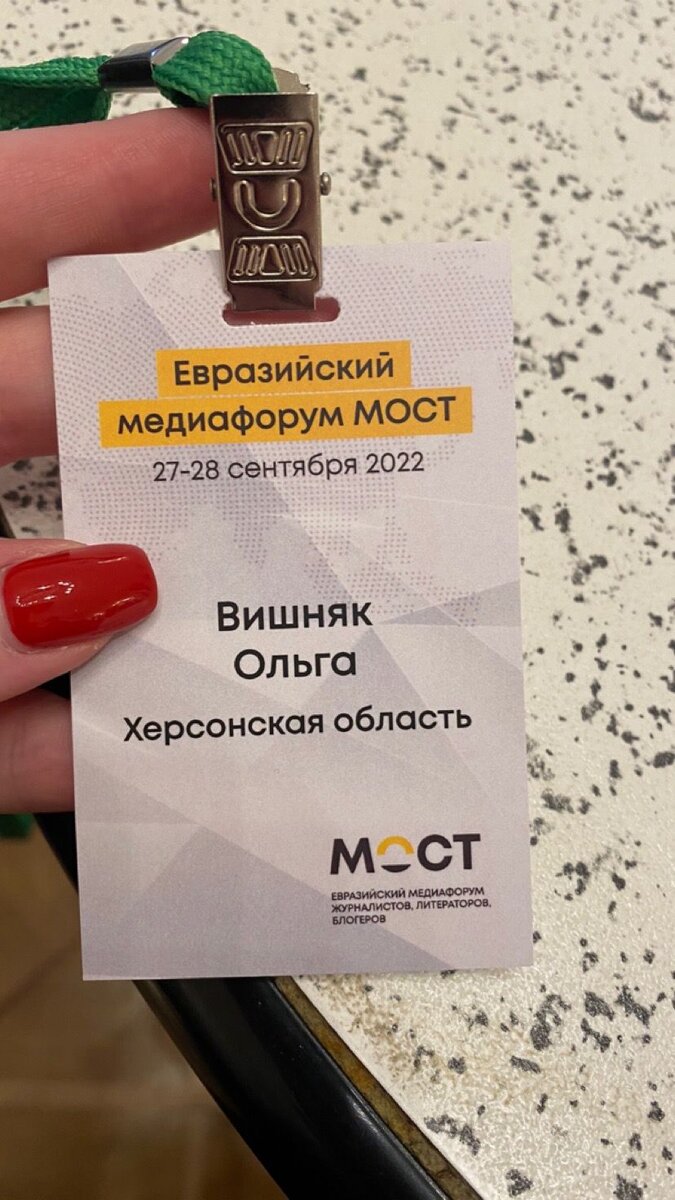 Евразийский
медиафорум МОСТ
27-28 сентября 2022
Вишняк
Ольга
Херсонская область
МОСТ
ЕВРАЗИЙСКИЙ МЕДИАФОРУМ
ЖУРНАЛИСТОВ, ЛИТЕРАТОРОВ,
БЛОГЕРОВ